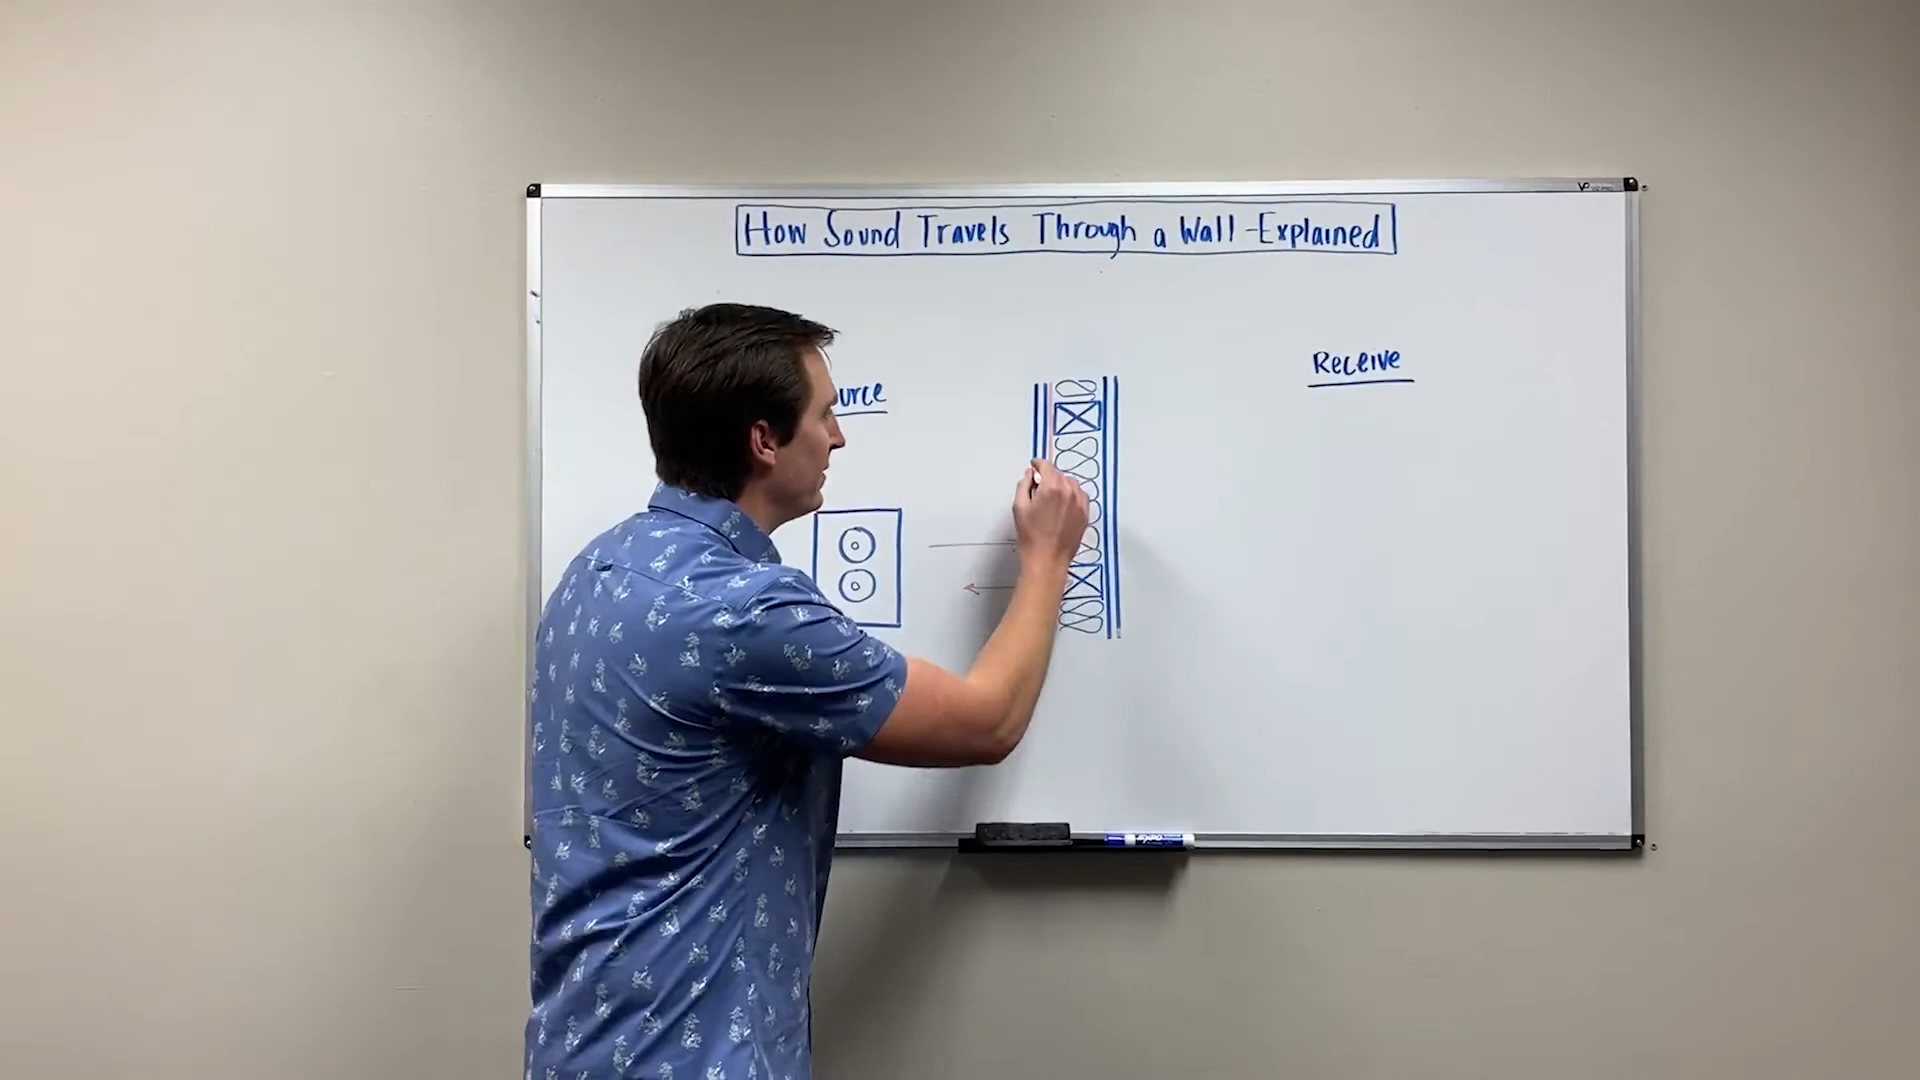 How Sound Travels Through a Wall - Explained
Receive
urce